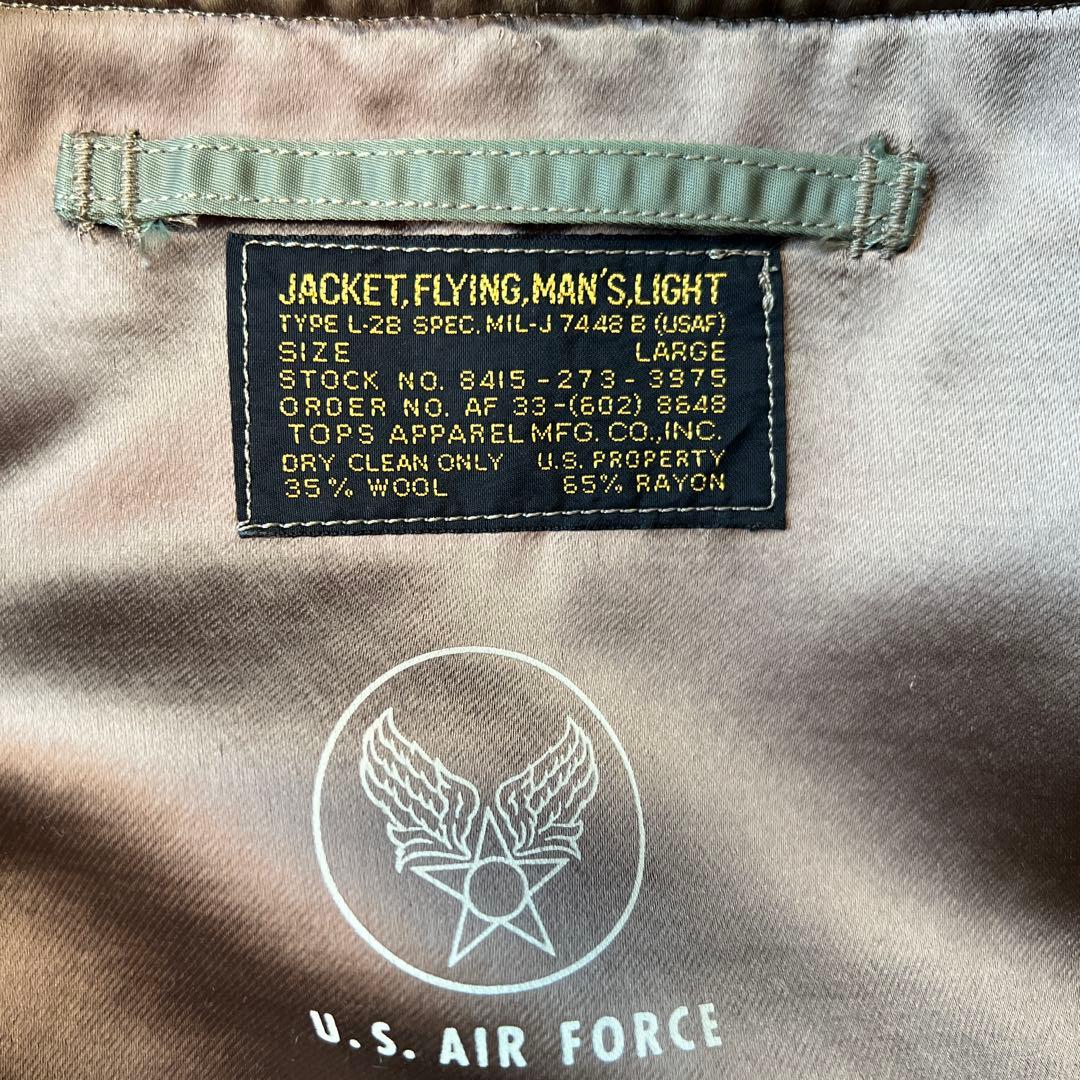 JACKET, FLYING, MAN'S, LIGHT
TYPE L-2B SPEC. MIL-J 7448 B (USAF)
SIZE LARGE
STOCK NO. 8415-273-3975
ORDER NO. AF 33-(602) 8648
TOPS APPAREL MFG. CO., INC.
DRY CLEAN ONLY U.S. PROPERTY
35% WOOL 65% RAYON
U.S. AIR FORCE